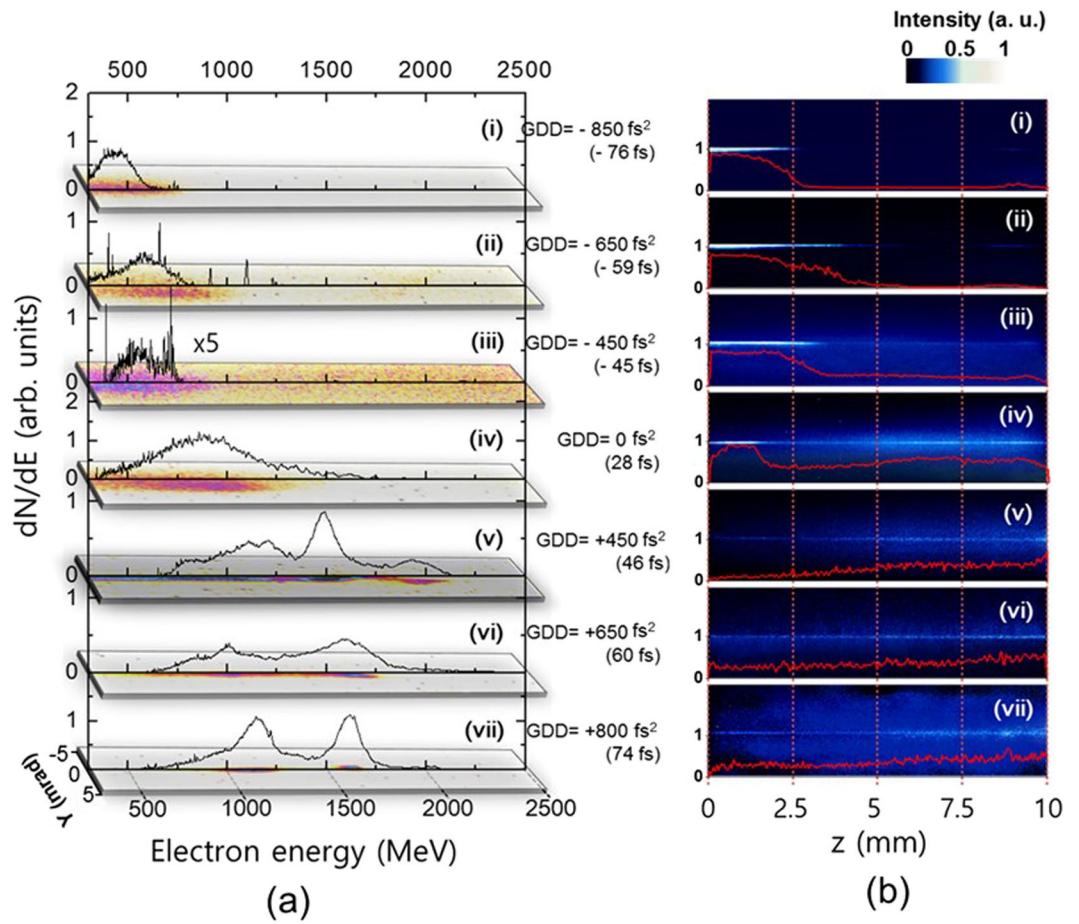 Intensity (a. u.)
0 0.5 1
500 1000 1500 2000 2500
2
1
0
(i)
GDD= - 850 fs²
(- 76 fs)
1
0
(ii)
GDD= - 650 fs²
(- 59 fs)
1
0
x5
(iii)
GDD= - 450 fs²
(- 45 fs)
2
1
0
(iv)
GDD= 0 fs²
(28 fs)
1
0
(v)
GDD= +450 fs²
(46 fs)
1
0
(vi)
GDD= +650 fs²
(60 fs)
1
0
(vii)
GDD= +800 fs²
(74 fs)
dN/dE (arb. units)
-5
0
5
Y (mrad)
500 1000 1500 2000 2500
Electron energy (MeV)
(a)
1
0
(i)
1
0
(ii)
1
0
(iii)
1
0
(iv)
1
0
(v)
1
0
(vi)
1
0
(vii)
0 2.5 5 7.5 10
z (mm)
(b)